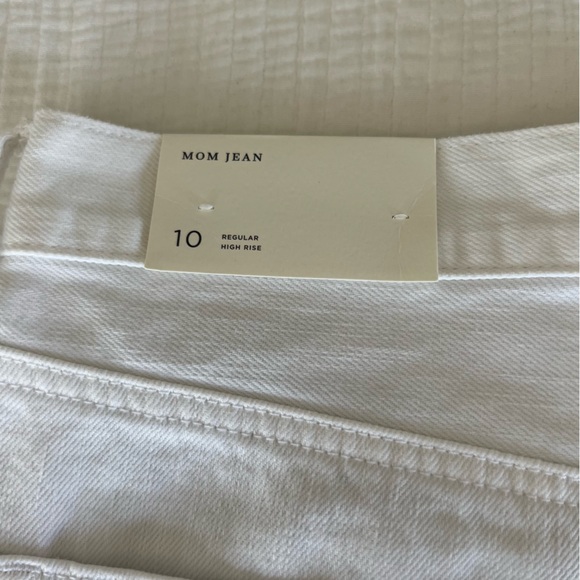 MOM JEAN
10
REGULAR
HIGH RISE